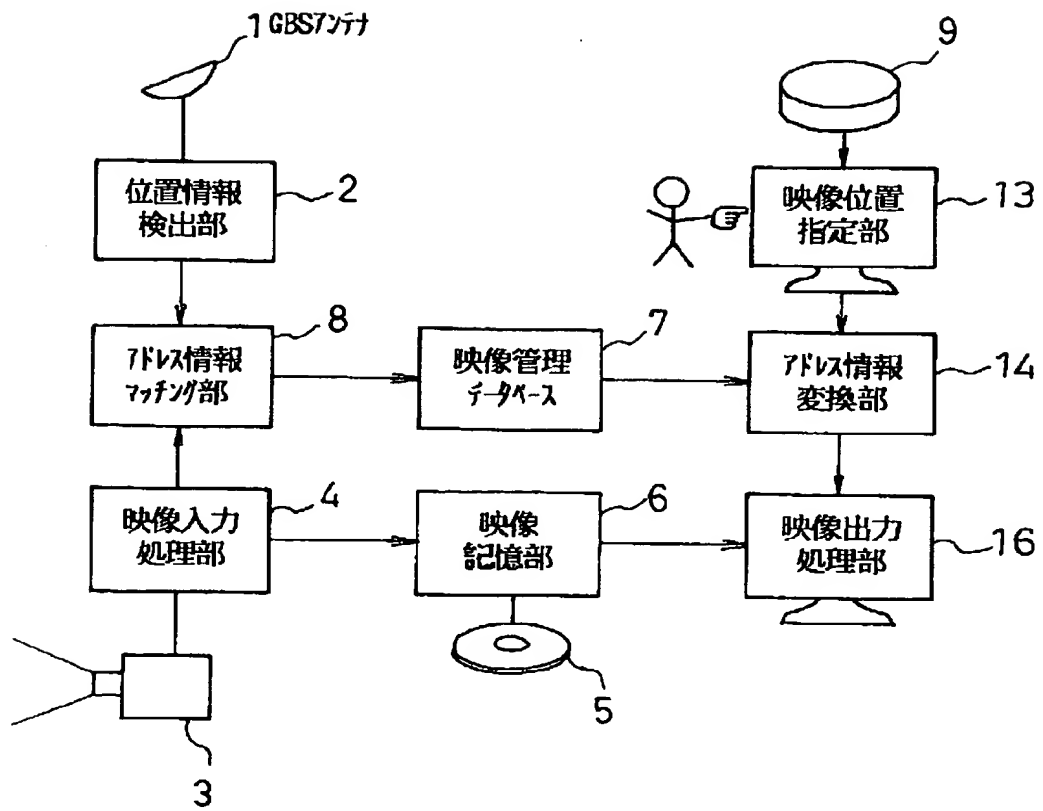 1 GBSアンテナ
9
位置情報
検出部
2
映像位置
指定部
13
アドレス情報
マッチング部
8
映像管理
データベース
7
アドレス情報
変換部
14
映像入力
処理部
4
映像
記憶部
6
映像出力
処理部
16
5
3